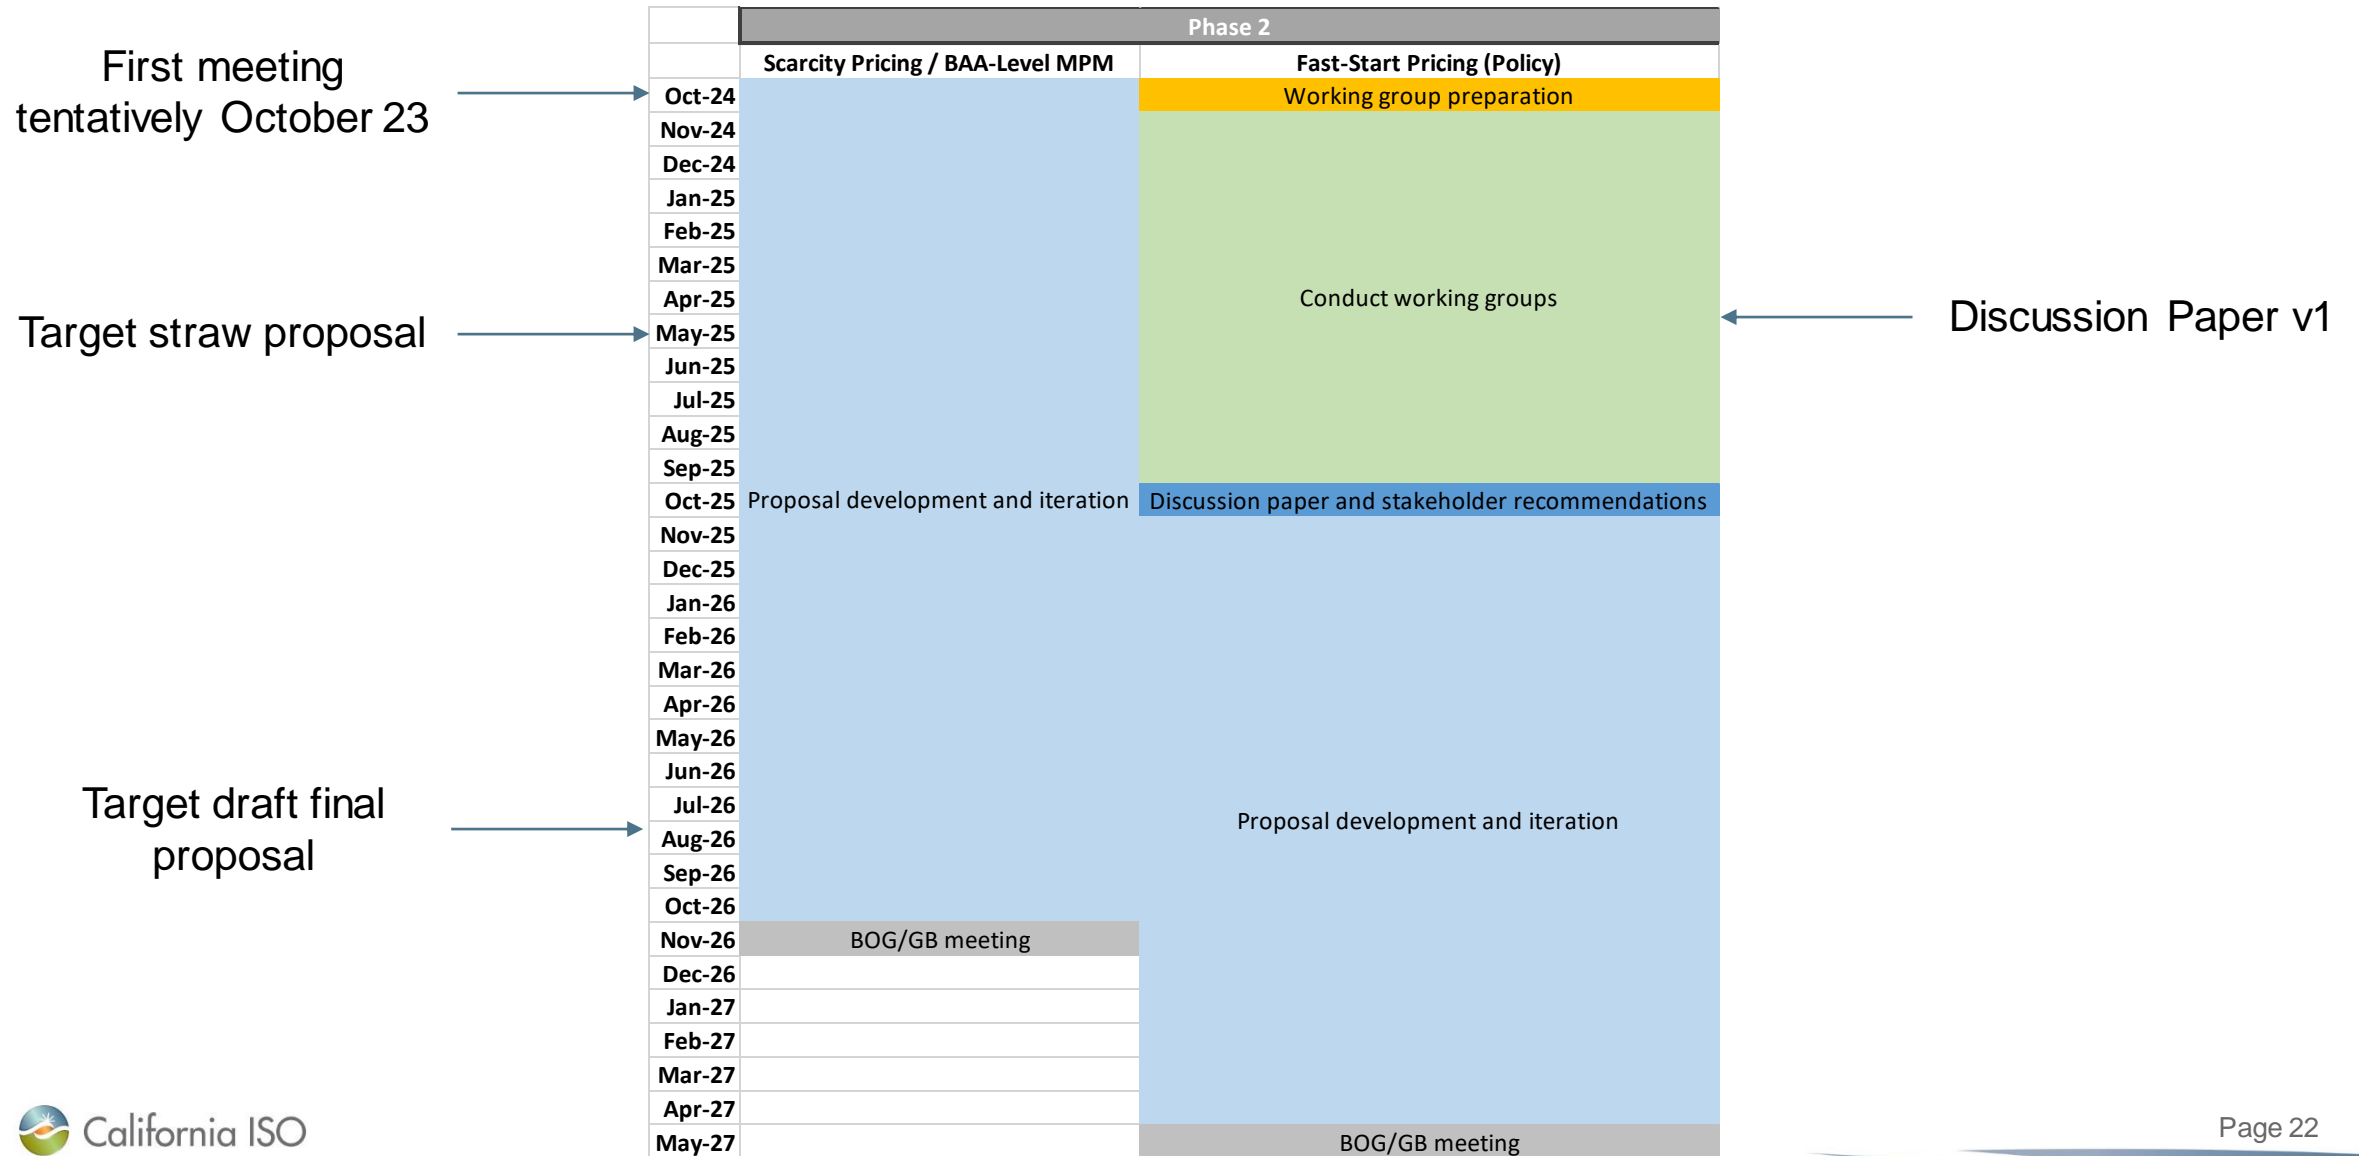 Phase 2
Scarcity Pricing / BAA-Level MPM
Fast-Start Pricing (Policy)
First meeting
tentatively October 23
Oct-24
Working group preparation
Nov-24
Dec-24
Jan-25
Feb-25
Mar-25
Apr-25
Conduct working groups
Discussion Paper v1
Target straw proposal
May-25
Jun-25
Jul-25
Aug-25
Sep-25
Oct-25
Proposal development and iteration
Discussion paper and stakeholder recommendations
Nov-25
Dec-25
Jan-26
Feb-26
Mar-26
Apr-26
May-26
Jun-26
Jul-26
Target draft final
proposal
Proposal development and iteration
Aug-26
Sep-26
Oct-26
Nov-26
BOG/GB meeting
Dec-26
Jan-27
Feb-27
Mar-27
Apr-27
May-27
BOG/GB meeting
California ISO
Page 22